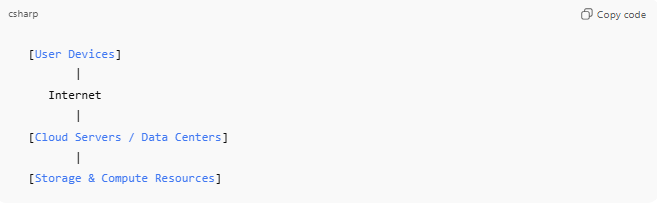 csharp
Copy code
[User Devices]
|
Internet
|
[Cloud Servers / Data Centers]
|
[Storage & Compute Resources]